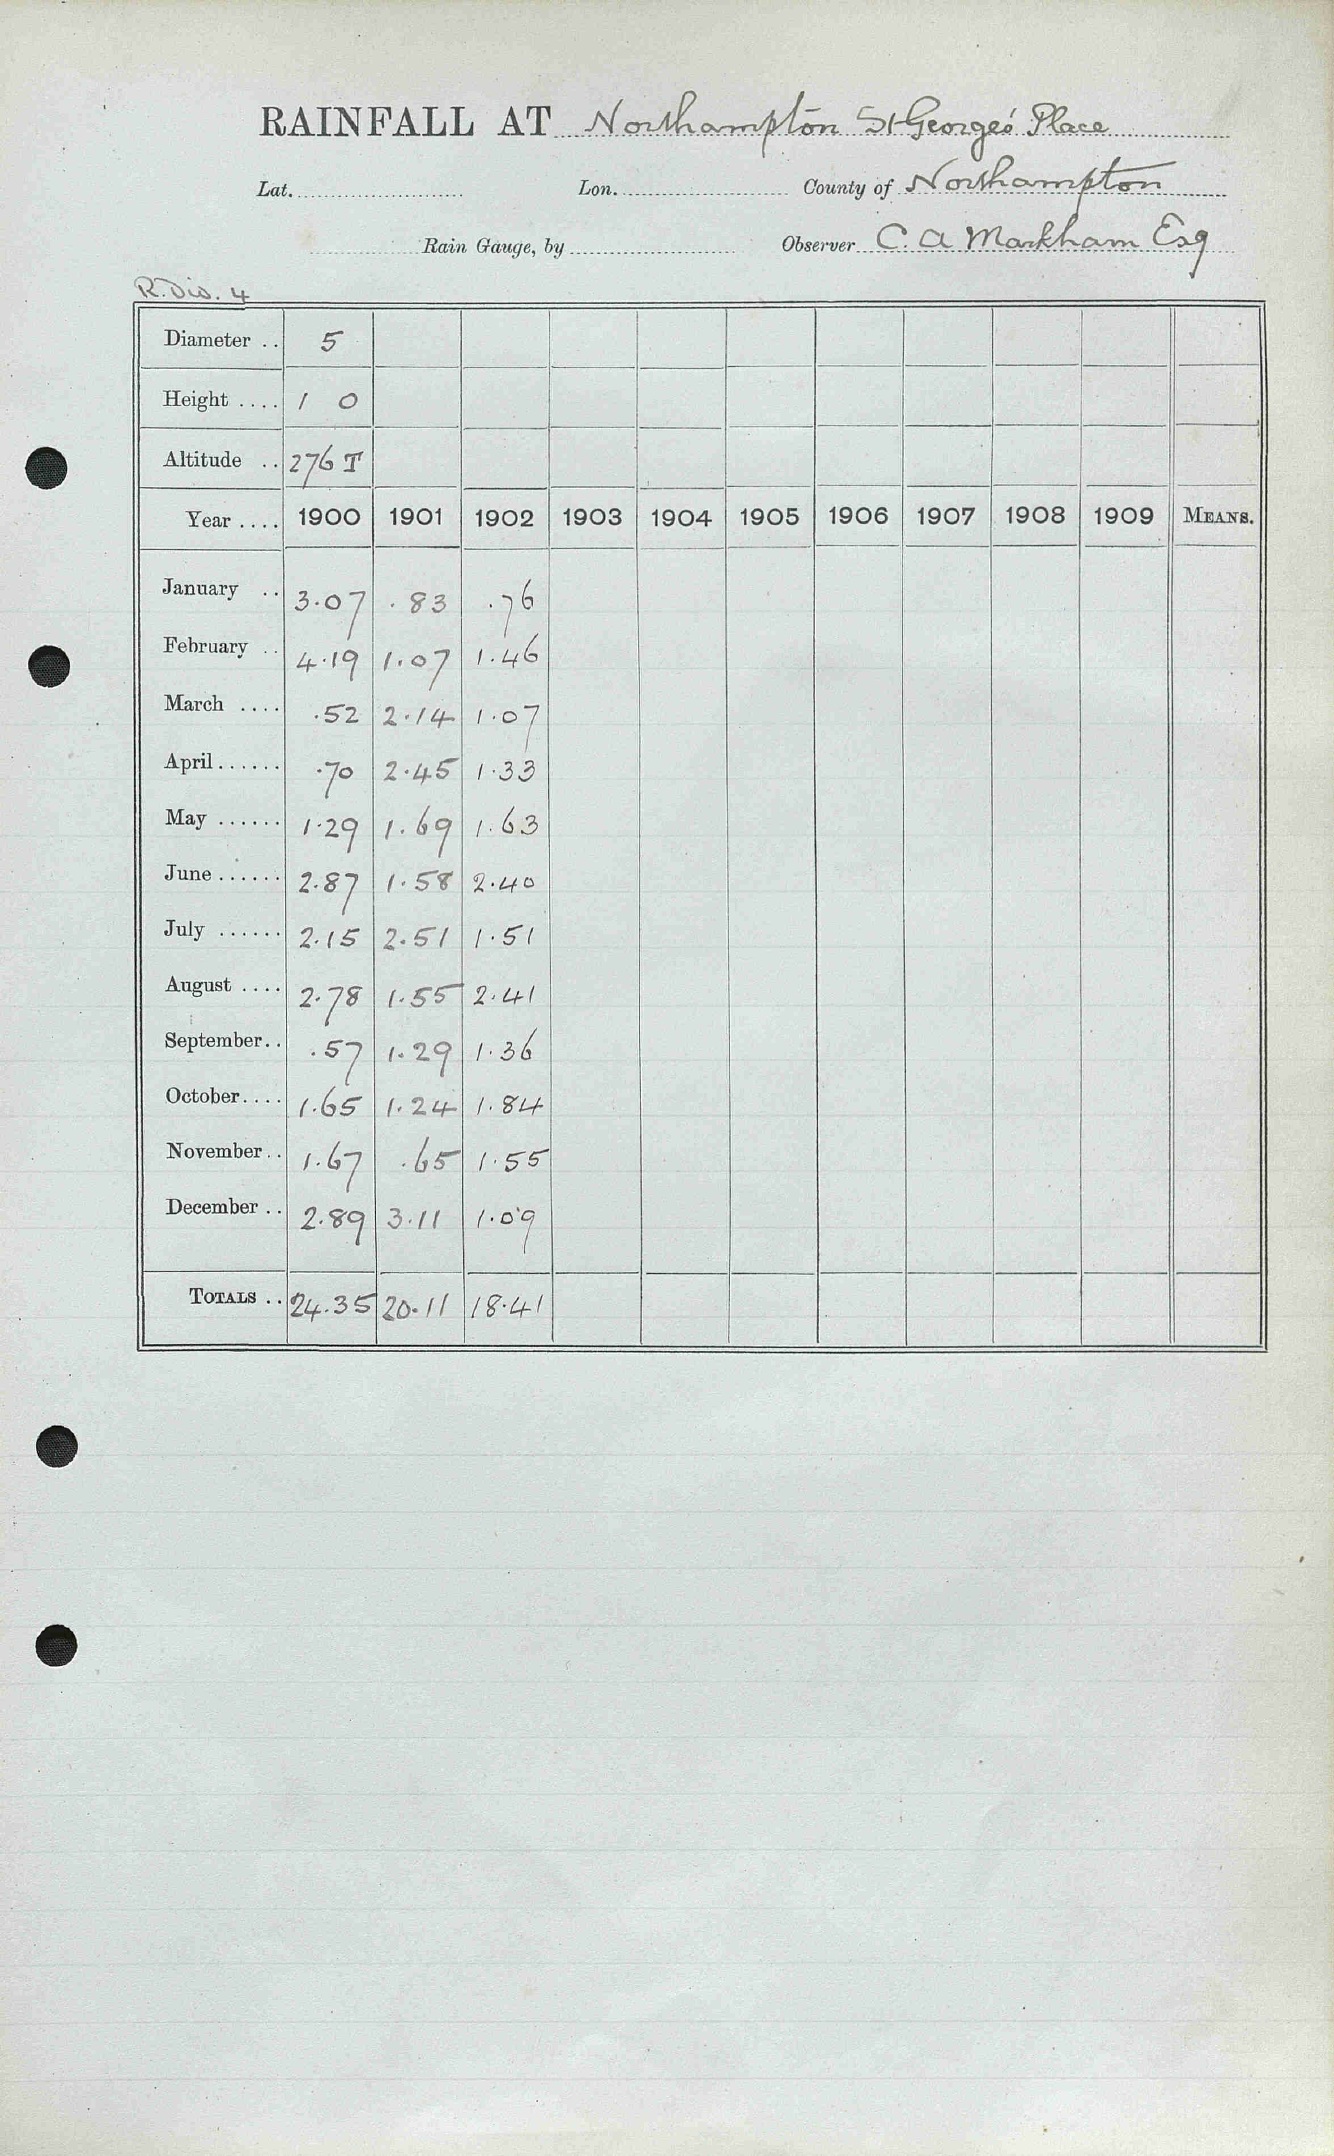 RAINFALL AT Northampton St George's Place
Lat. Lon. County of Northampton
Rain Gauge, by Observer C. A Markham Esq
R. Div. 4
Diameter .. 5
Height .... 1 0
Altitude .. 276 T
Year .... 1900 1901 1902 1903 1904 1905 1906 1907 1908 1909 MEANS.
January .. 3.07 .83 .76
February .. 4.19 1.07 1.46
March .... .52 2.14 1.07
April ...... .70 2.45 1.33
May ...... 1.29 1.69 1.63
June ...... 2.87 1.58 2.40
July ...... 2.15 2.51 1.51
August .... 2.78 1.55 2.41
September.. .57 1.29 1.36
October.... 1.65 1.24 1.84
November.. 1.67 .65 1.55
December .. 2.89 3.11 1.09
TOTALS .. 24.35 20.11 18.41